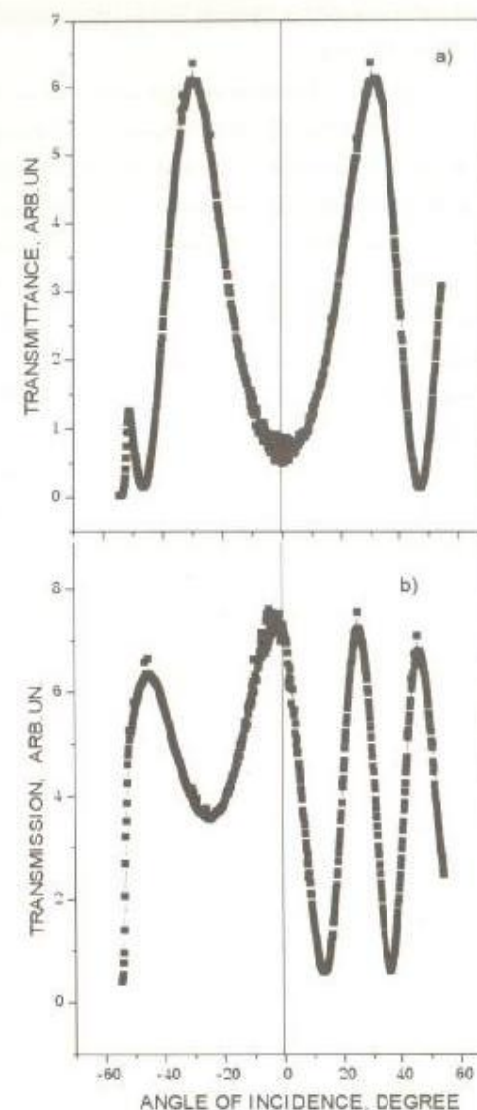 7
a)
6
5
4
3
2
1
0
TRANSMITTANCE, ARB.UN
b)
8
6
4
2
0
TRANSMISSION, ARB.UN
-60 -40 -20 0 20 40 60
ANGLE OF INCIDENCE, DEGREE